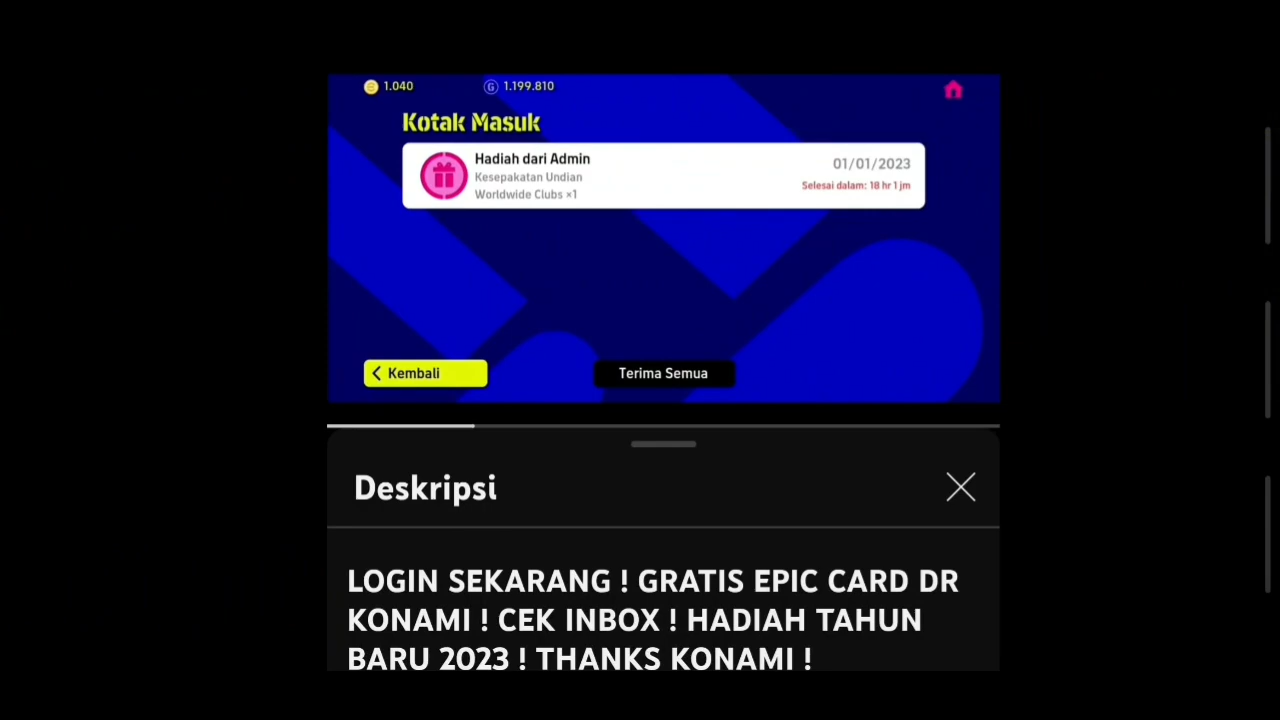 1.040
1.199.810
Kotak Masuk
Hadiah dari Admin
01/01/2023
Kesepakatan Undian
Selesai dalam: 18 hr 1 jm
Worldwide Clubs ×1
Kembali
Terima Semua
Deskripsi
LOGIN SEKARANG ! GRATIS EPIC CARD DR
KONAMI ! CEK INBOX ! HADIAH TAHUN
BARU 2023 ! THANKS KONAMI !